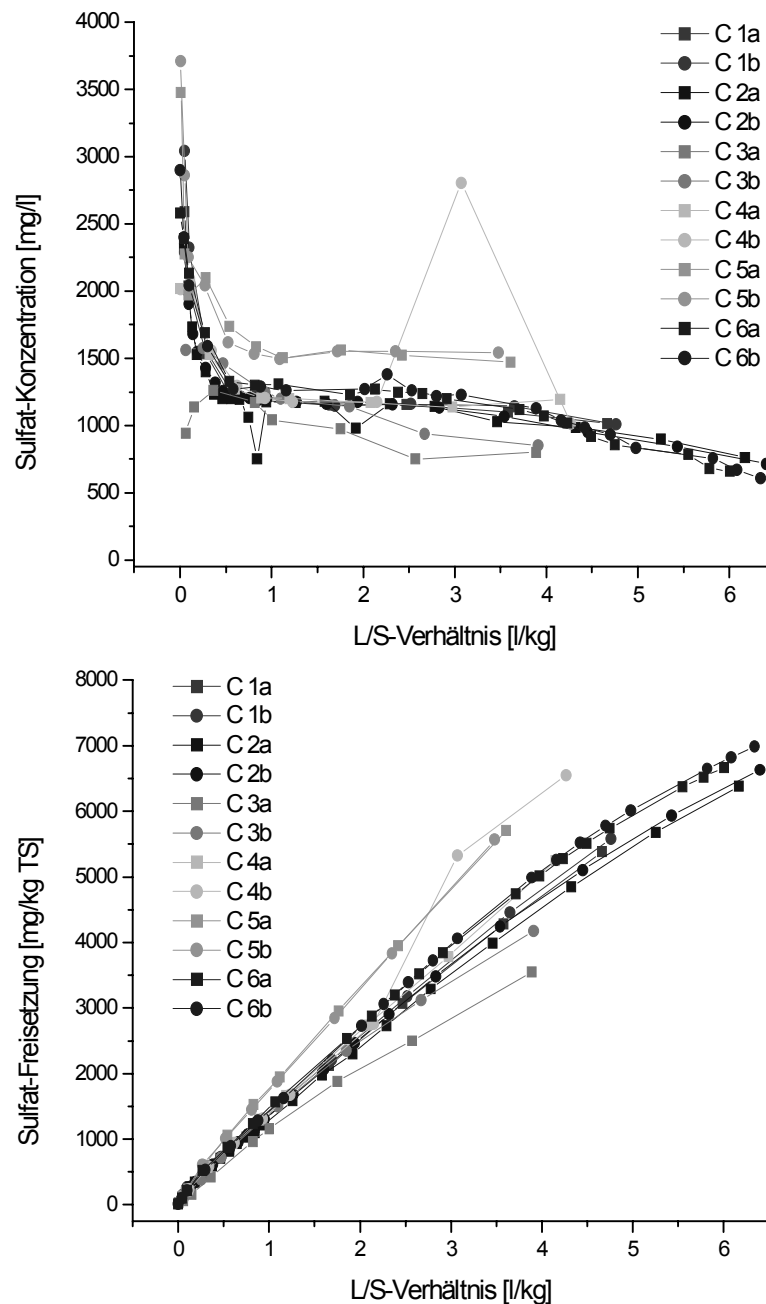 4000
3500
3000
2500
2000
1500
1000
500
0
Sulfat-Konzentration [mg/l]
0 1 2 3 4 5 6
L/S-Verhältnis [l/kg]
C 1a
C 1b
C 2a
C 2b
C 3a
C 3b
C 4a
C 4b
C 5a
C 5b
C 6a
C 6b
8000
7000
6000
5000
4000
3000
2000
1000
0
Sulfat-Freisetzung [mg/kg TS]
C 1a
C 1b
C 2a
C 2b
C 3a
C 3b
C 4a
C 4b
C 5a
C 5b
C 6a
C 6b
0 1 2 3 4 5 6
L/S-Verhältnis [l/kg]